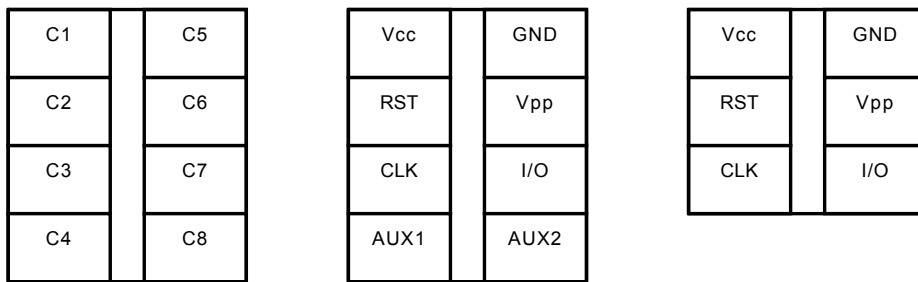 C1 C5 Vcc GND Vcc GND
C2 C6 RST Vpp RST Vpp
C3 C7 CLK I/O CLK I/O
C4 C8 AUX1 AUX2